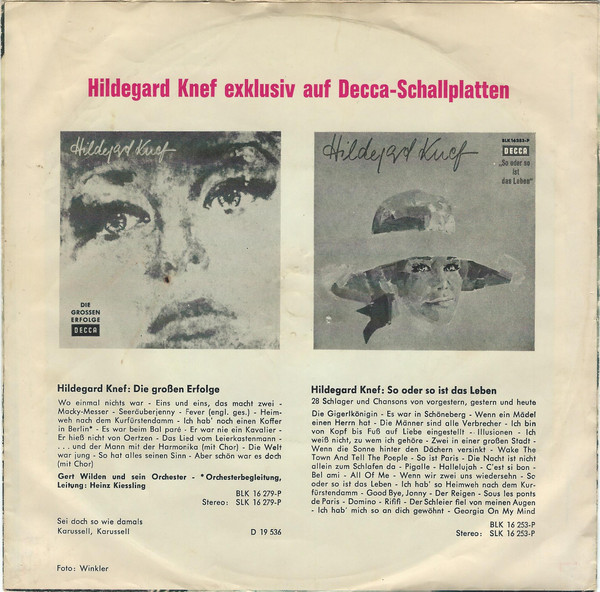 Hildegard Knef exklusiv auf Decca-Schallplatten
Hildegard Knef
DIE
GROSSEN
ERFOLGE
DECCA
Hildegard Knef
BLK 16253-P
DECCA
„So oder so
ist
das Leben“
Hildegard Knef: Die großen Erfolge
Wo einmal nichts war - Eins und eins, das macht zwei -
Macky-Messer - Seeräuberjenny - Fever (engl. ges.) - Heim-
weh nach dem Kurfürstendamm - Ich hab' noch einen Koffer
in Berlin* - Es war beim Bal paré - Er war nie ein Kavalier -
Er hieß nicht von Oertzen - Das Lied vom Leierkastenmann -
. . . und der Mann mit der Harmonika (mit Chor) - Die Welt
war jung - So hat alles seinen Sinn - Aber schön war es doch
(mit Chor)
Gert Wilden und sein Orchester - *Orchesterbegleitung,
Leitung: Heinz Kiessling
BLK 16 279-P
Stereo: SLK 16 279-P
Sei doch so wie damals
Karussell, Karussell D 19 536
Foto: Winkler
Hildegard Knef: So oder so ist das Leben
28 Schlager und Chansons von vorgestern, gestern und heute
Die Gigerlkönigin - Es war in Schöneberg - Wenn ein Mädel
einen Herrn hat - Die Männer sind alle Verbrecher - Ich bin
von Kopf bis Fuß auf Liebe eingestellt - Illusionen - Ich
weiß nicht, zu wem ich gehöre - Zwei in einer großen Stadt -
Wenn die Sonne hinter den Dächern versinkt - Wake The
Town And Tell The Poeple - So ist Paris - Die Nacht ist nicht
allein zum Schlafen da - Pigalle - Hallelujah - C'est si bon -
Bel ami - All Of Me - Wenn wir zwei uns wiedersehn - So
oder so ist das Leben - Ich hab' so Heimweh nach dem Kur-
fürstendamm - Good Bye, Jonny - Der Reigen - Sous les ponts
de Paris - Domino - Rififi - Der Schleier fiel von meinen Augen
- Ich hab' mich so an dich gewöhnt - Georgia On My Mind
BLK 16 253-P
Stereo: SLK 16 253-P